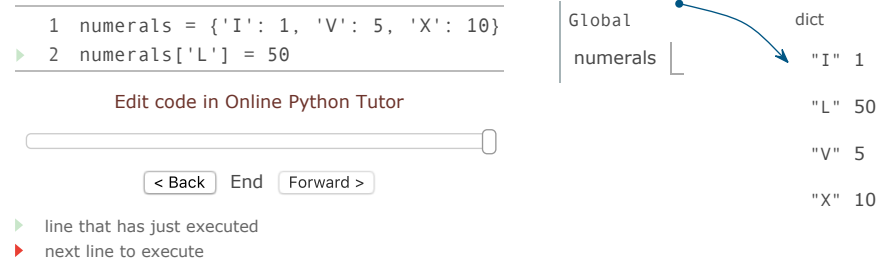 1 numerals = {'I': 1, 'V': 5, 'X': 10}
2 numerals['L'] = 50
Edit code in Online Python Tutor
< Back End Forward >
line that has just executed
next line to execute
Global
numerals
dict
"I" 1
"L" 50
"V" 5
"X" 10